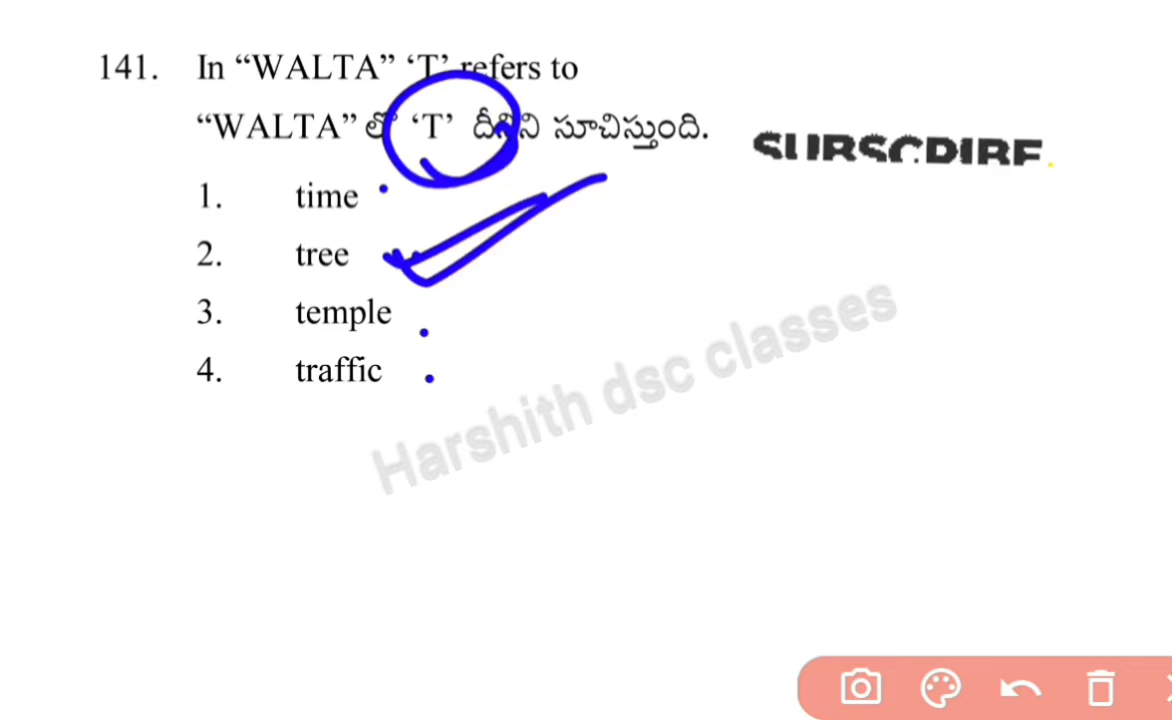 141. In “WALTA” ‘T’ refers to
“WALTA” లో ‘T’ దీనిని సూచిస్తుంది.
SUBSCRIBE
1. time
2. tree
3. temple
4. traffic
Harshith dsc classes